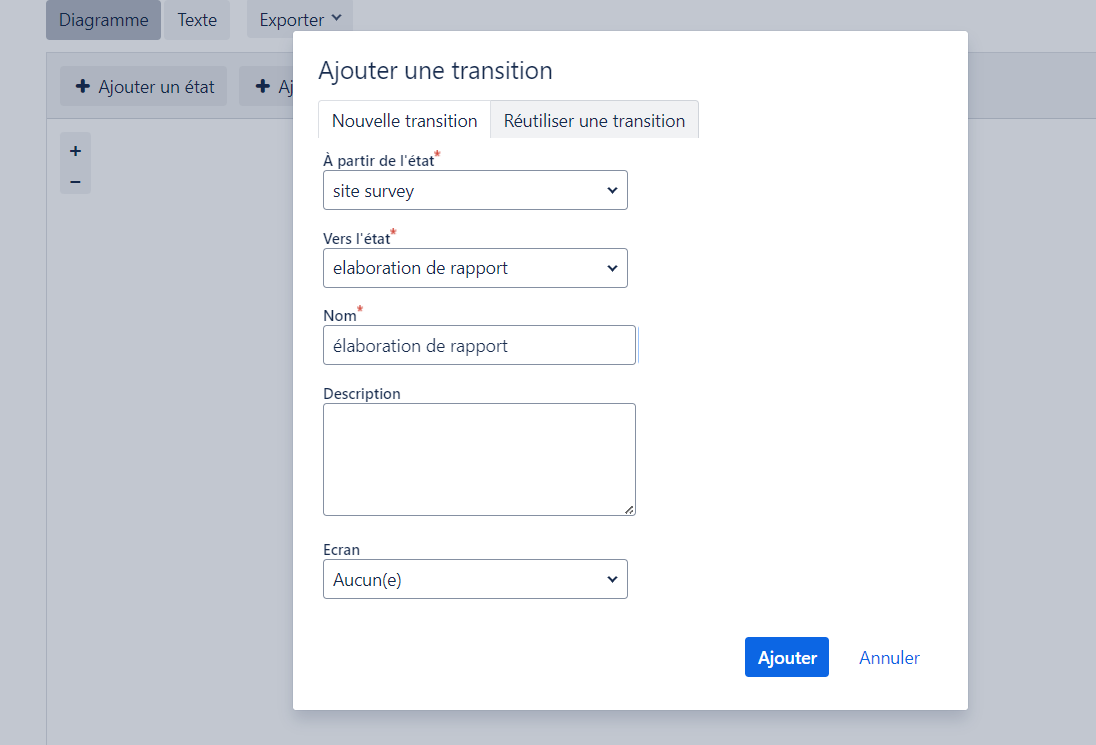 Diagramme Texte Exporter
Ajouter un état
Aj
Ajouter une transition
Nouvelle transition Réutiliser une transition
À partir de l'état*
site survey
Vers l'état*
elaboration de rapport
Nom*
élaboration de rapport
Description
Ecran
Aucun(e)
Ajouter Annuler